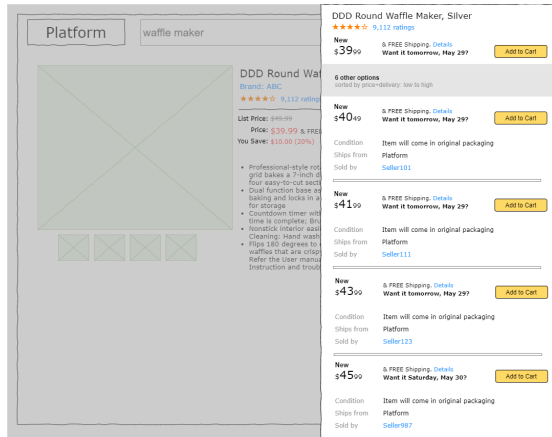 Platform
waffle maker
DDD Round Waf
Brand: ABC
9,112 ratings
List Price: $49.99
Price: $39.99 & FREE
You Save: $10.00 (20%)
• Professional-style rot
grid bakes a 7-inch di
four easy-to-cut secti
• Dual function base as
baking and locks in a
for storage
• Countdown timer with
time is complete; Bru
• Nonstick interior easil
Cleaning: Hand wash
• Flips 180 degrees to e
waffles that are crispy
Refer the User manua
Instruction and troub
DDD Round Waffle Maker, Silver
9,112 ratings
New
$3999
& FREE Shipping. Details
Want it tomorrow, May 29?
Add to Cart
6 other options
sorted by price+delivery: low to high
New
$4049
& FREE Shipping. Details
Want it tomorrow, May 29?
Add to Cart
Condition Item will come in original packaging
Ships from Platform
Sold by Seller101
New
$4199
& FREE Shipping. Details
Want it tomorrow, May 29?
Add to Cart
Condition Item will come in original packaging
Ships from Platform
Sold by Seller111
New
$4399
& FREE Shipping. Details
Want it tomorrow, May 29?
Add to Cart
Condition Item will come in original packaging
Ships from Platform
Sold by Seller123
New
$4599
& FREE Shipping. Details
Want it Saturday, May 30?
Add to Cart
Condition Item will come in original packaging
Ships from Platform
Sold by Seller987